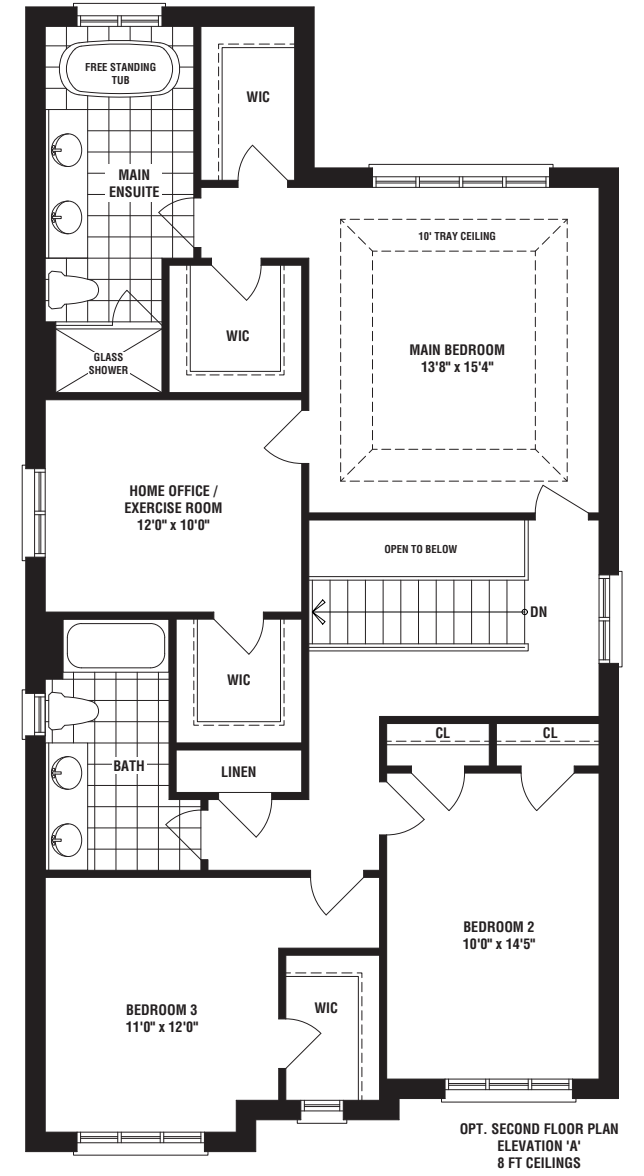 FREE STANDING
TUB
WIC
MAIN
ENSUITE
10' TRAY CEILING
WIC
MAIN BEDROOM
13'8" x 15'4"
GLASS
SHOWER
HOME OFFICE /
EXERCISE ROOM
12'0" x 10'0"
OPEN TO BELOW
DN
WIC
CL
CL
BATH
LINEN
BEDROOM 2
10'0" x 14'5"
BEDROOM 3
11'0" x 12'0"
WIC
OPT. SECOND FLOOR PLAN
ELEVATION 'A'
8 FT CEILINGS